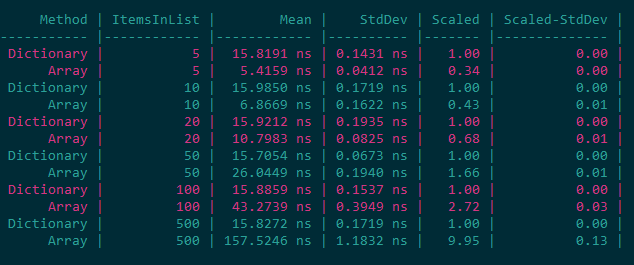 Method | ItemsInList | Mean | StdDev | Scaled | Scaled-StdDev |
----------- |------------ |------------ |---------- |------- |-------------- |
Dictionary | 5 | 15.8191 ns | 0.1431 ns | 1.00 | 0.00 |
Array | 5 | 5.4159 ns | 0.0412 ns | 0.34 | 0.00 |
Dictionary | 10 | 15.9850 ns | 0.1719 ns | 1.00 | 0.00 |
Array | 10 | 6.8669 ns | 0.1622 ns | 0.43 | 0.01 |
Dictionary | 20 | 15.9212 ns | 0.1935 ns | 1.00 | 0.00 |
Array | 20 | 10.7983 ns | 0.0825 ns | 0.68 | 0.01 |
Dictionary | 50 | 15.7054 ns | 0.0673 ns | 1.00 | 0.00 |
Array | 50 | 26.0449 ns | 0.1940 ns | 1.66 | 0.01 |
Dictionary | 100 | 15.8859 ns | 0.1537 ns | 1.00 | 0.00 |
Array | 100 | 43.2739 ns | 0.3949 ns | 2.72 | 0.03 |
Dictionary | 500 | 15.8272 ns | 0.1719 ns | 1.00 | 0.00 |
Array | 500 | 157.5246 ns | 1.1832 ns | 9.95 | 0.13 |